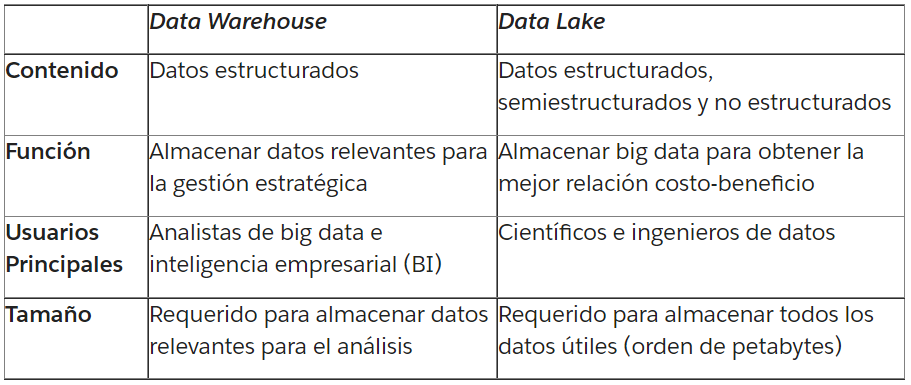 Data Warehouse
Data Lake
Contenido
Datos estructurados
Datos estructurados,
semiestructurados y no estructurados
Función
Almacenar datos relevantes para
la gestión estratégica
Almacenar big data para obtener la
mejor relación costo-beneficio
Usuarios
Principales
Analistas de big data e
inteligencia empresarial (BI)
Científicos e ingenieros de datos
Tamaño
Requerido para almacenar datos
relevantes para el análisis
Requerido para almacenar todos los
datos útiles (orden de petabytes)